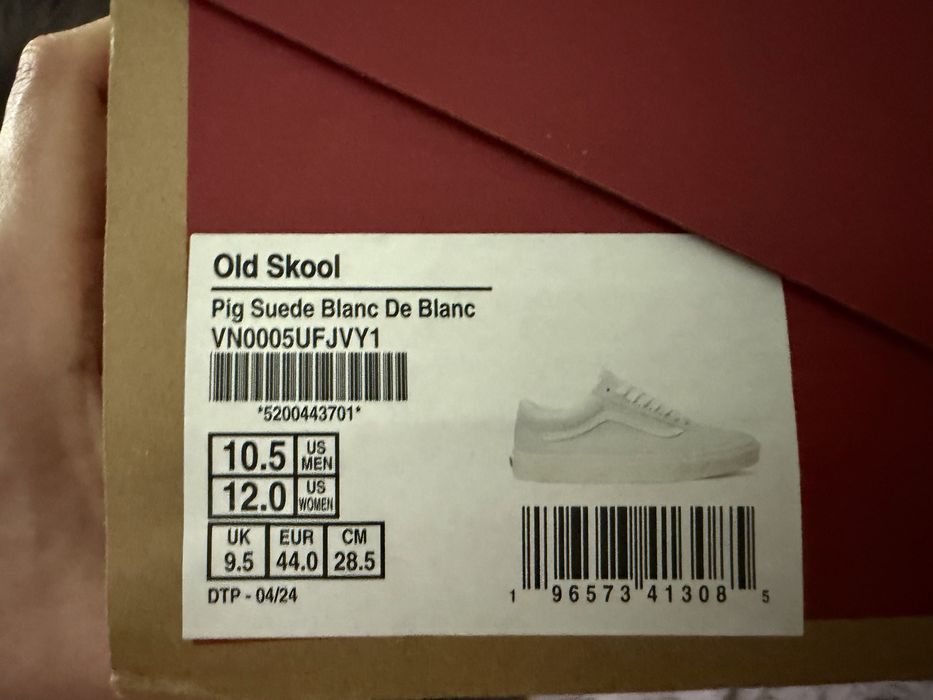 Old Skool
Pig Suede Blanc De Blanc
VN0005UFJVY1
*5200443701*
10.5 US MEN
12.0 US WOMEN
UK EUR CM
9.5 44.0 28.5
DTP - 04/24
1 96573 41308 5